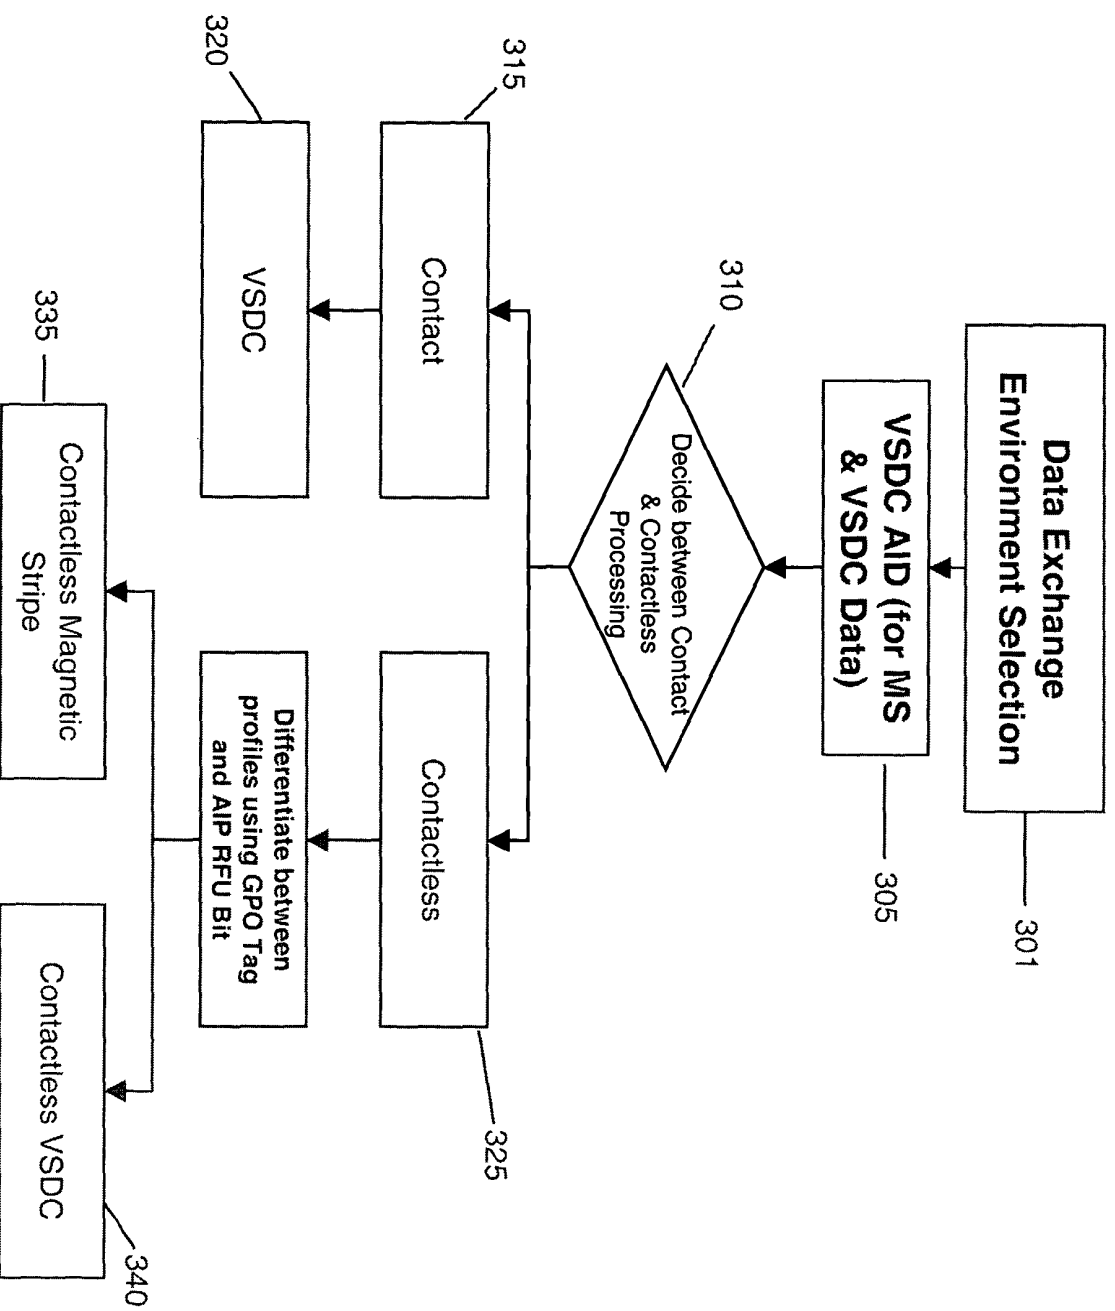 Data Exchange
Environment Selection
301
VSDC AID (for MS
& VSDC Data)
305
310
Decide between Contact
& Contactless
Processing
315
Contact
Contactless
325
320
VSDC
Differentiate between
profiles using GPO Tag
and AIP RFU Bit
335
Contactless Magnetic
Stripe
Contactless VSDC
340